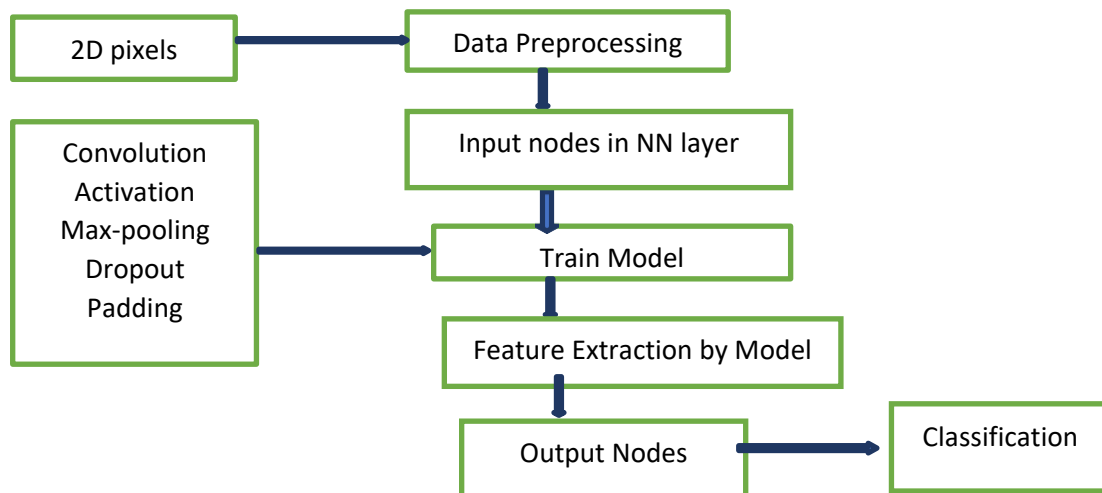 2D pixels
Data Preprocessing
Input nodes in NN layer
Convolution
Activation
Max-pooling
Dropout
Padding
Train Model
Feature Extraction by Model
Output Nodes
Classification